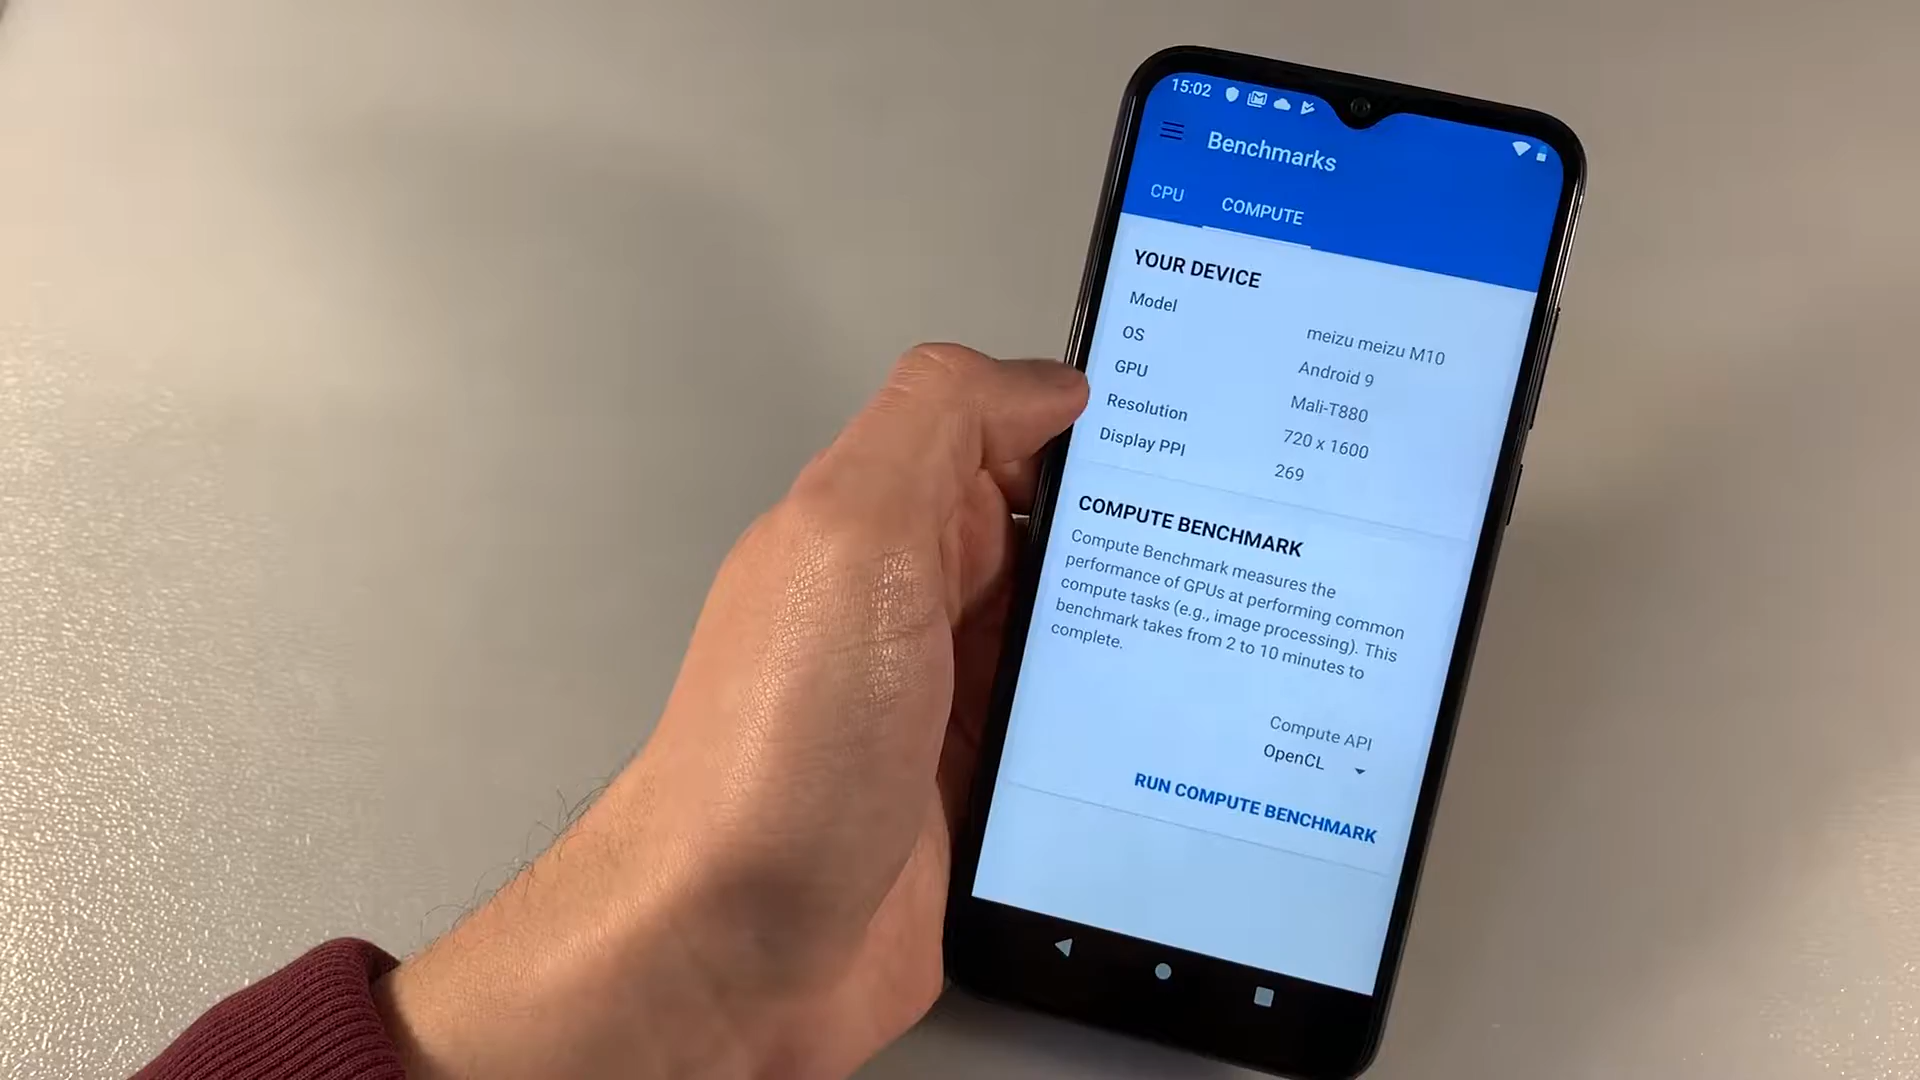 15:02
Benchmarks
CPU COMPUTE
YOUR DEVICE
Model meizu meizu M10
OS Android 9
GPU Mali-T880
Resolution 720 x 1600
Display PPI 269
COMPUTE BENCHMARK
Compute Benchmark measures the
performance of GPUs at performing common
compute tasks (e.g., image processing). This
benchmark takes from 2 to 10 minutes to
complete.
Compute API
OpenCL
RUN COMPUTE BENCHMARK